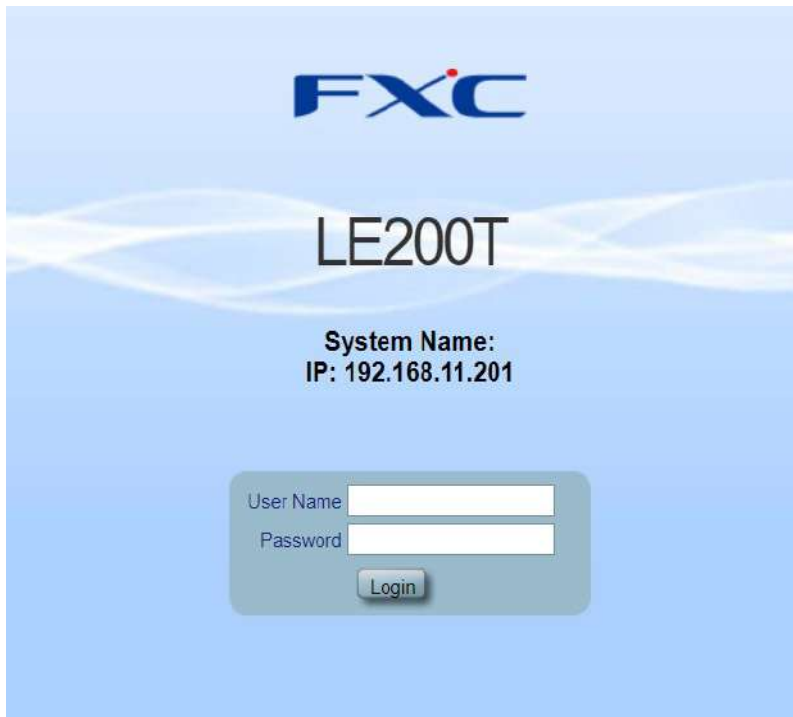 FXC
LE200T
System Name:
IP: 192.168.11.201
User Name
Password
Login